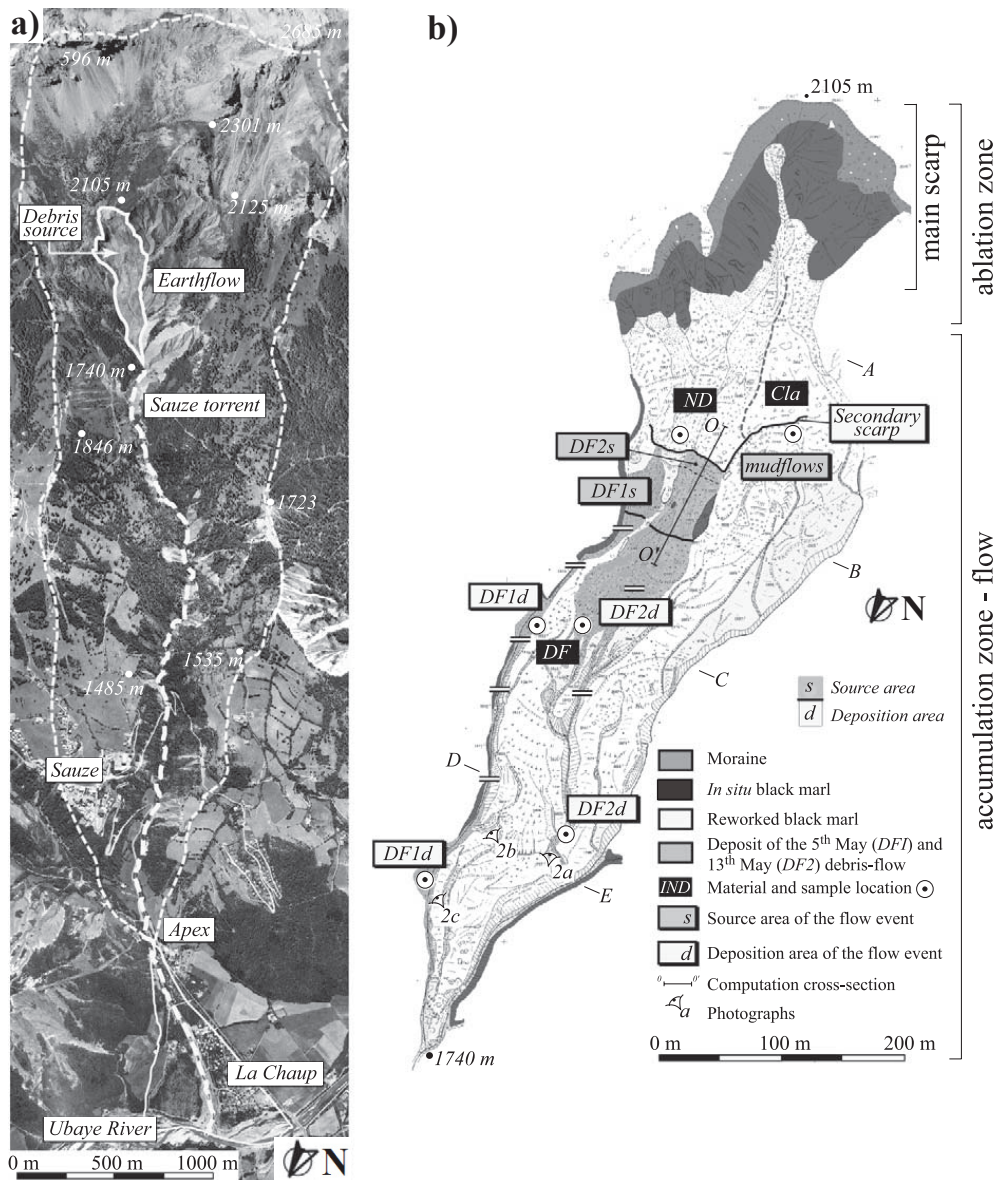 a)
2685 m
596 m
2301 m
2105 m
2125 m
Debris
source
Earthflow
1740 m
Sauze torrent
1846 m
1723
1535 m
1485 m
Sauze
Apex
La Chaup
Ubaye River
0 m 500 m 1000 m
N
b)
2105 m
main scarp
ablation zone
A
ND
Cla
O
Secondary
scarp
DF2s
mudflows
DF1s
O'
B
N
DF1d
DF2d
DF
C
s Source area
d Deposition area
accumulation zone - flow
D
Moraine
In situ black marl
Reworked black marl
DF2d
Deposit of the 5th May (DF1) and
13th May (DF2) debris-flow
DF1d
2b
2a
E
IND Material and sample location
2c
s Source area of the flow event
d Deposition area of the flow event
0 0' Computation cross-section
a Photographs
0 m 100 m 200 m
1740 m